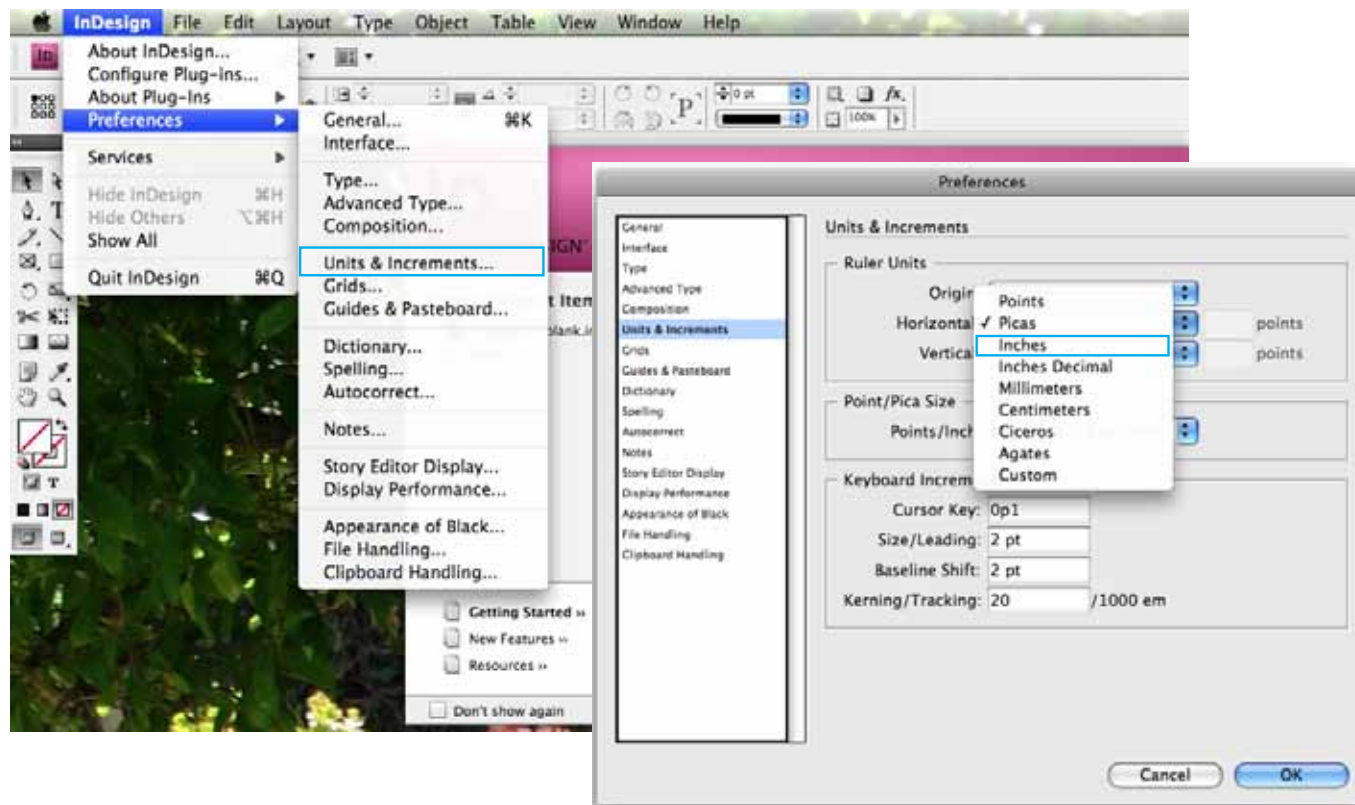 InDesign File Edit Layout Type Object Table View Window Help
About InDesign...
Configure Plug-ins...
About Plug-Ins
Preferences
Services
Hide InDesign ⌘H
Hide Others ⌥⌘H
Show All
Quit InDesign ⌘Q
General... ⌘K
Interface...
Type...
Advanced Type...
Composition...
Units & Increments...
Grids...
Guides & Pasteboard...
Dictionary...
Spelling...
Autocorrect...
Notes...
Story Editor Display...
Display Performance...
Appearance of Black...
File Handling...
Clipboard Handling...
0 pt
100%
Getting Started »
New Features »
Resources »
Don't show again
Preferences
General
Interface
Type
Advanced Type
Composition
Units & Increments
Grids
Guides & Pasteboard
Dictionary
Spelling
Autocorrect
Notes
Story Editor Display
Display Performance
Appearance of Black
File Handling
Clipboard Handling
Units & Increments
Ruler Units
Origin
Horizontal ✓ Picas points
Vertical points
Points
Inches
Inches Decimal
Millimeters
Centimeters
Ciceros
Agates
Custom
Point/Pica Size
Points/Inch
Keyboard Increm
Cursor Key: 0p1
Size/Leading: 2 pt
Baseline Shift: 2 pt
Kerning/Tracking: 20 /1000 em
Cancel OK